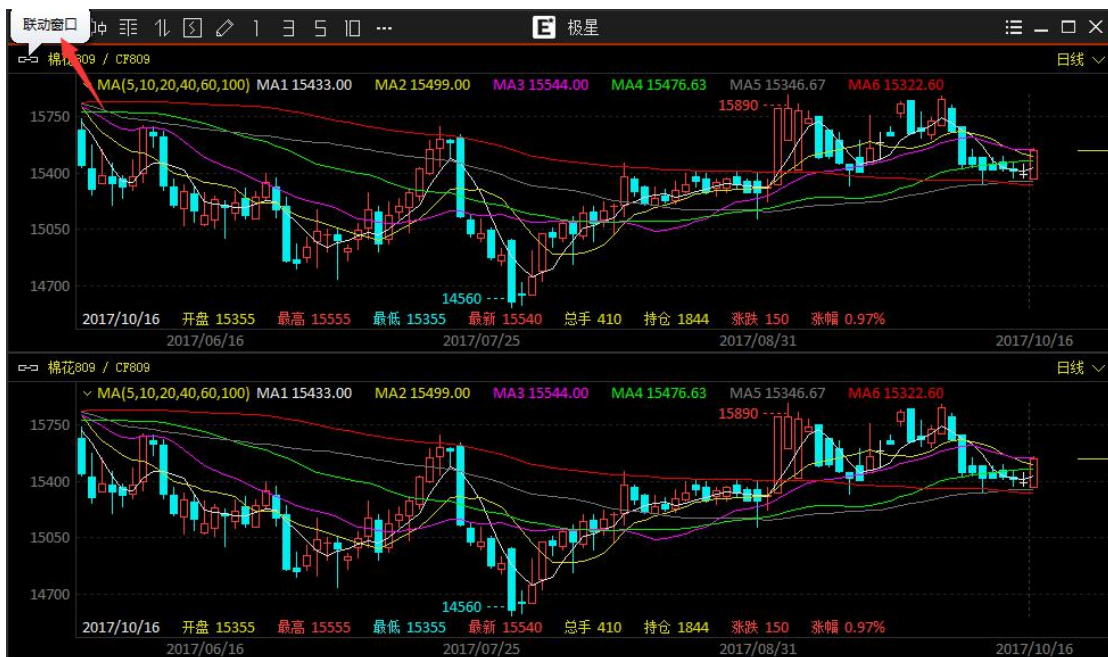 联动窗口 1 3 5 10 ... E 极星
棉花809 / CF809 日线
MA(5,10,20,40,60,100) MA1 15433.00 MA2 15499.00 MA3 15544.00 MA4 15476.63 MA5 15346.67 MA6 15322.60
15890
15750
15400
15050
14700
14560
2017/10/16 开盘 15355 最高 15555 最低 15355 最新 15540 总手 410 持仓 1844 涨跌 150 涨幅 0.97%
2017/06/16 2017/07/25 2017/08/31 2017/10/16
棉花809 / CF809 日线
MA(5,10,20,40,60,100) MA1 15433.00 MA2 15499.00 MA3 15544.00 MA4 15476.63 MA5 15346.67 MA6 15322.60
15890
15750
15400
15050
14700
14560
2017/10/16 开盘 15355 最高 15555 最低 15355 最新 15540 总手 410 持仓 1844 涨跌 150 涨幅 0.97%
2017/06/16 2017/07/25 2017/08/31 2017/10/16